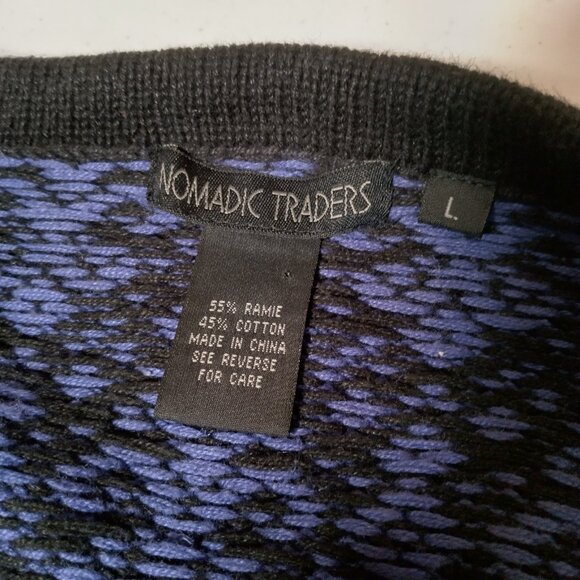 NOMADIC TRADERS
L
55% RAMIE
45% COTTON
MADE IN CHINA
SEE REVERSE
FOR CARE